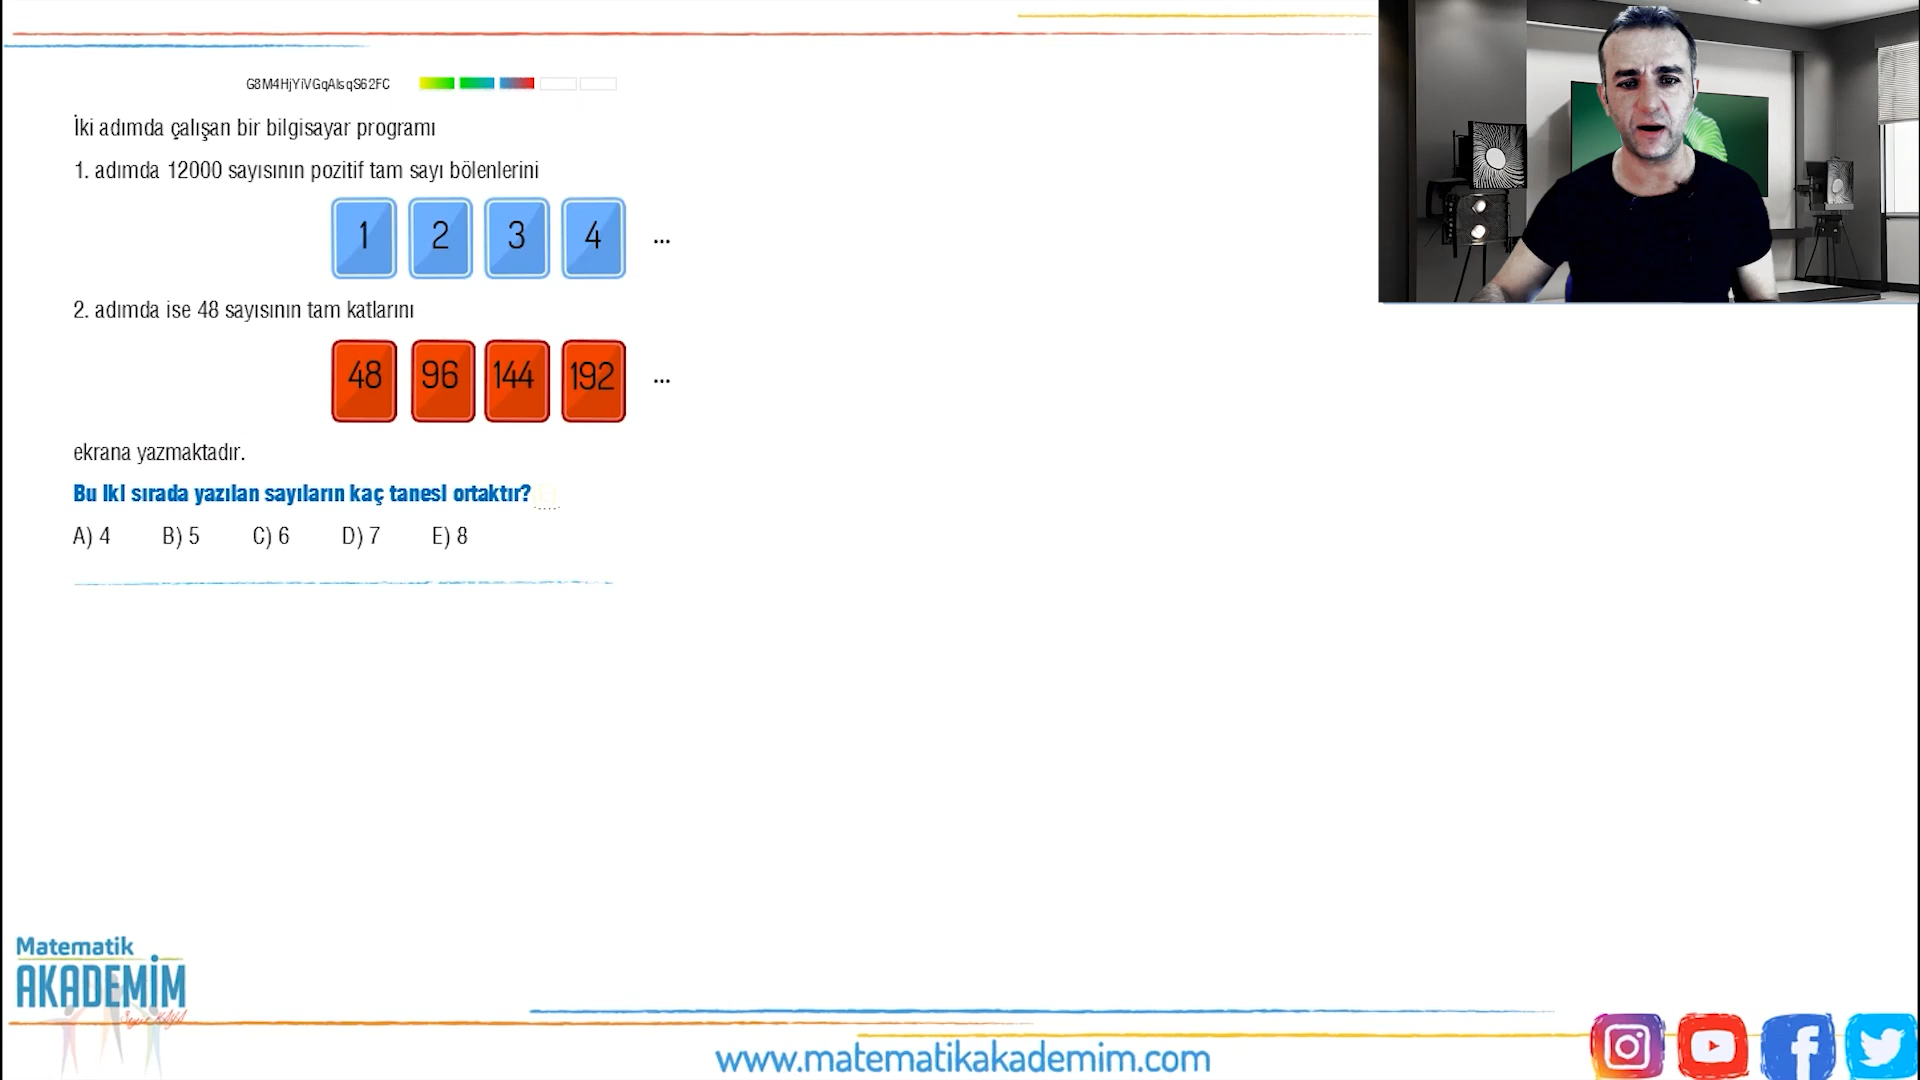 G8M4HjYiVGqAlsqS62FC
İki adımda çalışan bir bilgisayar programı
1. adımda 12000 sayısının pozitif tam sayı bölenlerini
1 2 3 4 ...
2. adımda ise 48 sayısının tam katlarını
48 96 144 192 ...
ekrana yazmaktadır.
Bu iki sırada yazılan sayıların kaç tanesi ortaktır?
A) 4 B) 5 C) 6 D) 7 E) 8
Matematik
AKADEMİM
www.matematikakademim.com